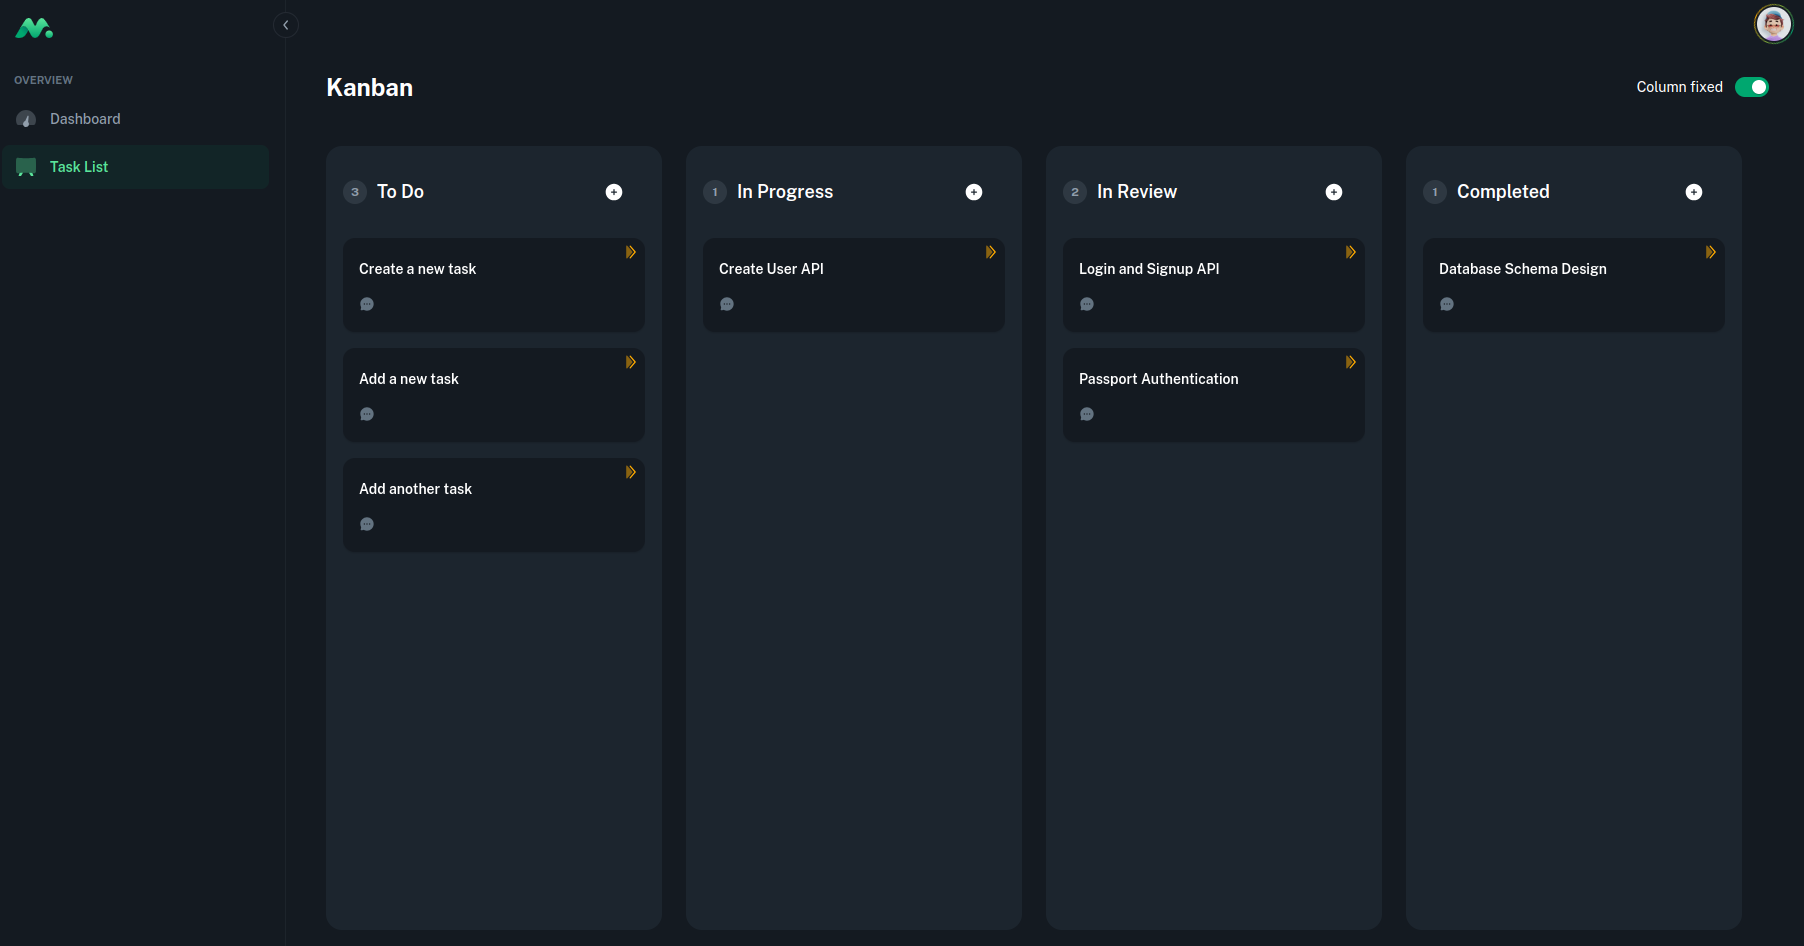 OVERVIEW
Dashboard
Task List
Kanban
Column fixed
3 To Do
Create a new task
Add a new task
Add another task
1 In Progress
Create User API
2 In Review
Login and Signup API
Passport Authentication
1 Completed
Database Schema Design